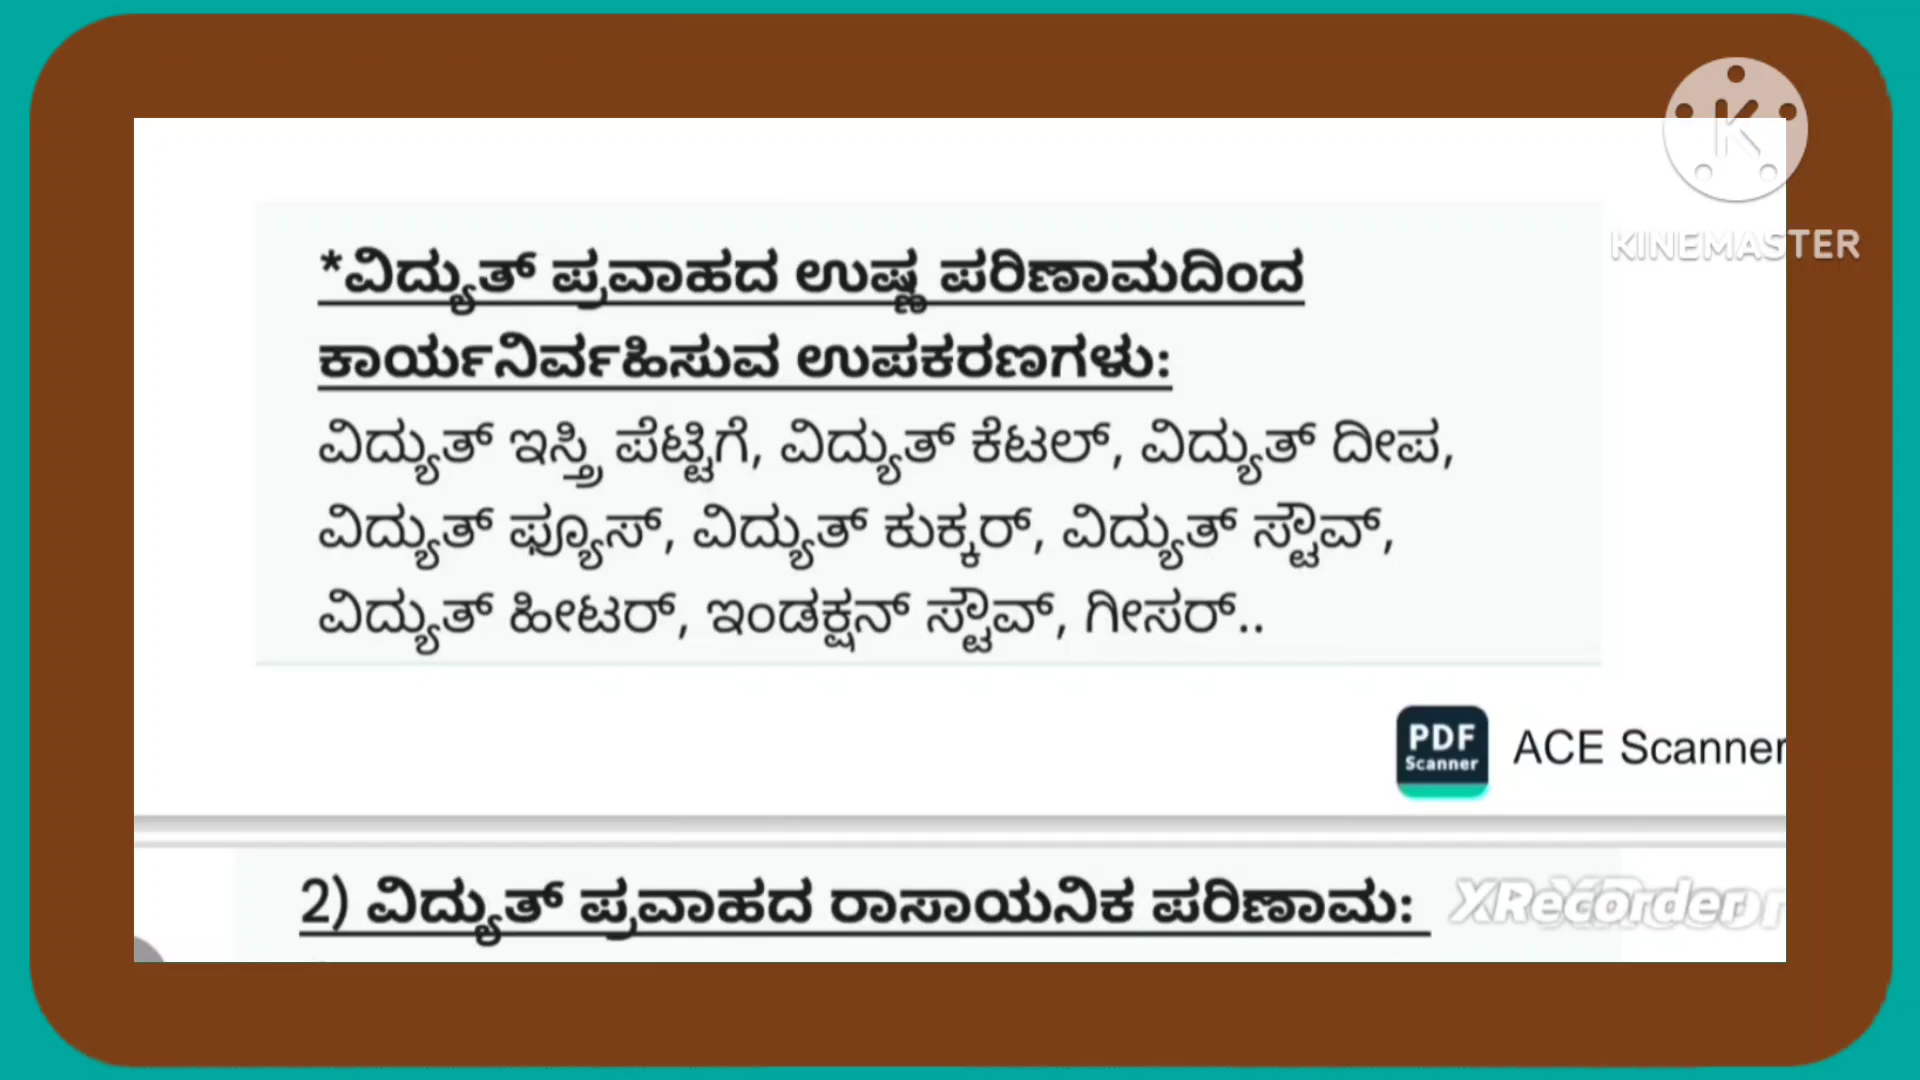 *ವಿದ್ಯುತ್ ಪ್ರವಾಹದ ಉಷ್ಣ ಪರಿಣಾಮದಿಂದ
ಕಾರ್ಯನಿರ್ವಹಿಸುವ ಉಪಕರಣಗಳು:
ವಿದ್ಯುತ್ ಇಸ್ತ್ರಿ ಪೆಟ್ಟಿಗೆ, ವಿದ್ಯುತ್ ಕೆಟಲ್, ವಿದ್ಯುತ್ ದೀಪ,
ವಿದ್ಯುತ್ ಫ್ಯೂಸ್, ವಿದ್ಯುತ್ ಕುಕ್ಕರ್, ವಿದ್ಯುತ್ ಸ್ಟೌವ್,
ವಿದ್ಯುತ್ ಹೀಟರ್, ಇಂಡಕ್ಷನ್ ಸ್ಟೌವ್, ಗೀಸರ್..
K
KINEMASTER
PDF
Scanner
ACE Scanner
2) ವಿದ್ಯುತ್ ಪ್ರವಾಹದ ರಾಸಾಯನಿಕ ಪರಿಣಾಮ:
XRecorder